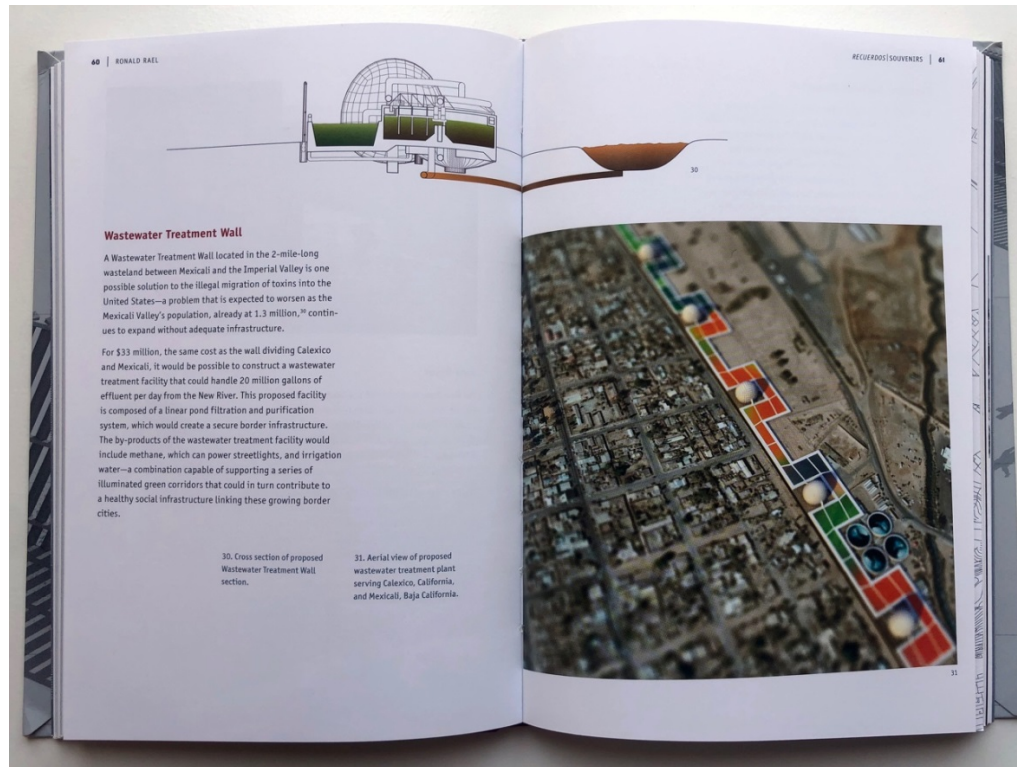 60 | RONALD RAEL
RECUERDOS|SOUVENIRS | 61
30
Wastewater Treatment Wall
A Wastewater Treatment Wall located in the 2-mile-long
wasteland between Mexicali and the Imperial Valley is one
possible solution to the illegal migration of toxins into the
United States—a problem that is expected to worsen as the
Mexicali Valley's population, already at 1.3 million,³⁰ contin-
ues to expand without adequate infrastructure.
For $33 million, the same cost as the wall dividing Calexico
and Mexicali, it would be possible to construct a wastewater
treatment facility that could handle 20 million gallons of
effluent per day from the New River. This proposed facility
is composed of a linear pond filtration and purification
system, which would create a secure border infrastructure.
The by-products of the wastewater treatment facility would
include methane, which can power streetlights, and irrigation
water—a combination capable of supporting a series of
illuminated green corridors that could in turn contribute to
a healthy social infrastructure linking these growing border
cities.
30. Cross section of proposed
Wastewater Treatment Wall
section.
31. Aerial view of proposed
wastewater treatment plant
serving Calexico, California,
and Mexicali, Baja California.
31